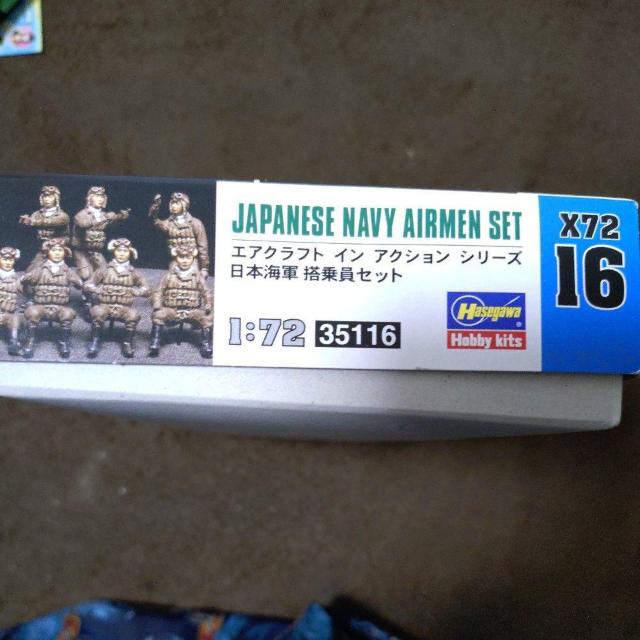 JAPANESE NAVY AIRMEN SET
エアクラフト イン アクション シリーズ
日本海軍 搭乗員セット
1:72 35116
Hasegawa
Hobby kits
X72
16